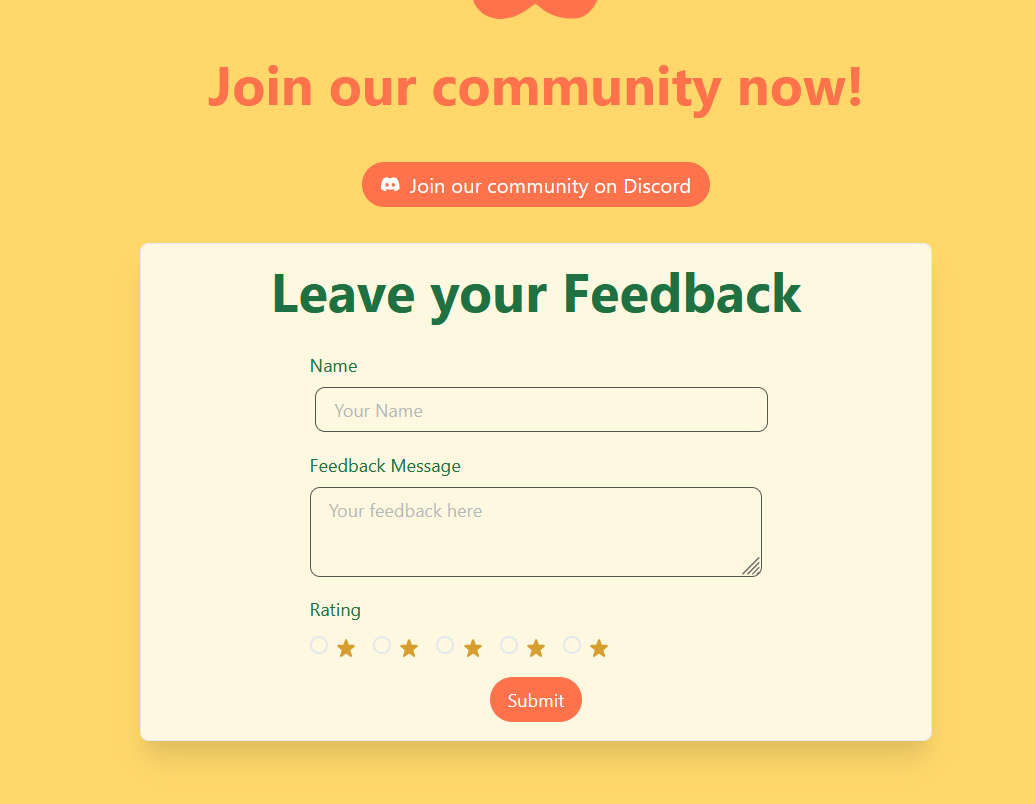 Join our community now!
Join our community on Discord
Leave your Feedback
Name
Your Name
Feedback Message
Your feedback here
Rating
Submit